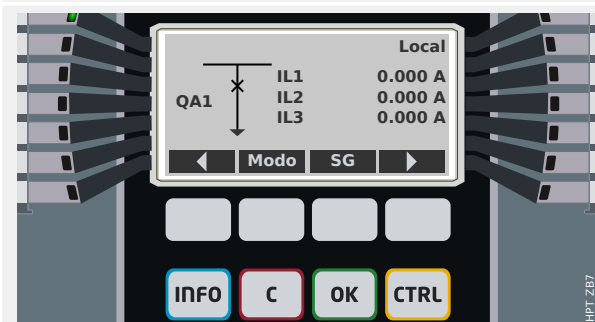 Local
IL1 0.000 A
QA1 IL2 0.000 A
IL3 0.000 A
Modo SG
INFO C OK CTRL
HPT ZB7